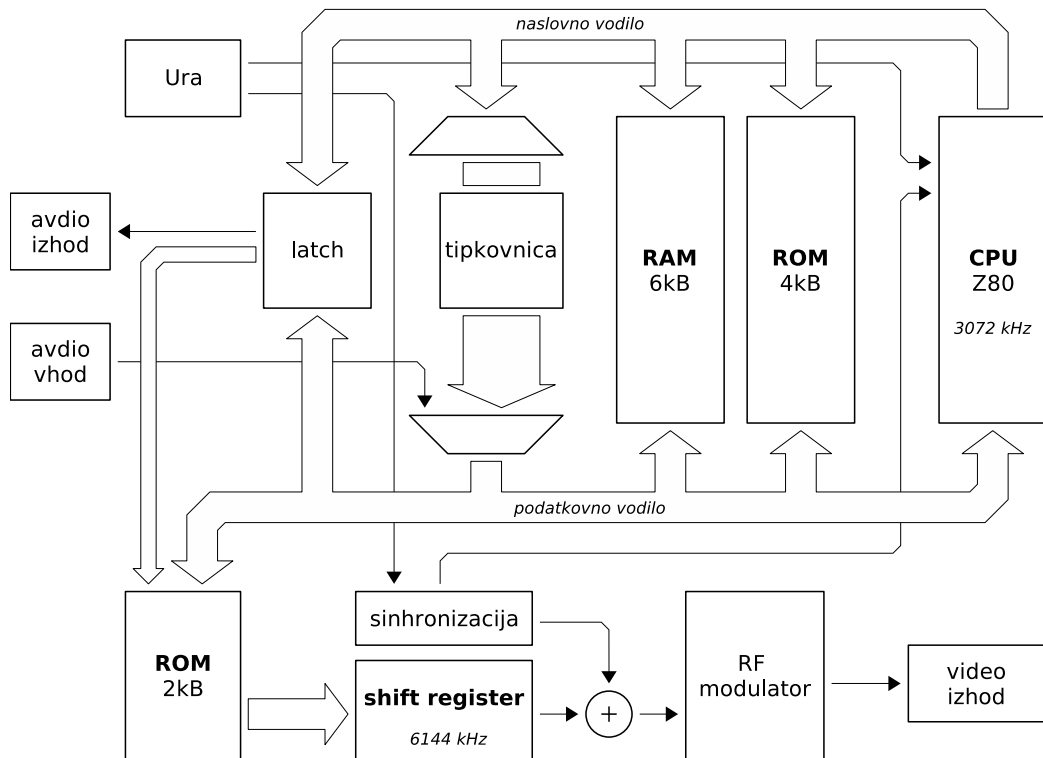 naslovno vodilo
Ura
avdio
izhod
latch
tipkovnica
RAM
6kB
ROM
4kB
CPU
Z80
3072 kHz
avdio
vhod
podatkovno vodilo
ROM
2kB
sinhronizacija
shift register
6144 kHz
+
RF
modulator
video
izhod